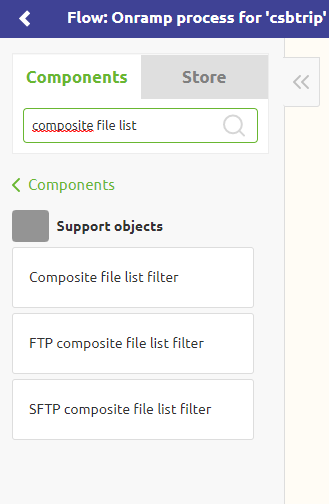 Flow: Onramp process for 'csbtrip'
Components
Store
composite file list
Components
Support objects
Composite file list filter
FTP composite file list filter
SFTP composite file list filter